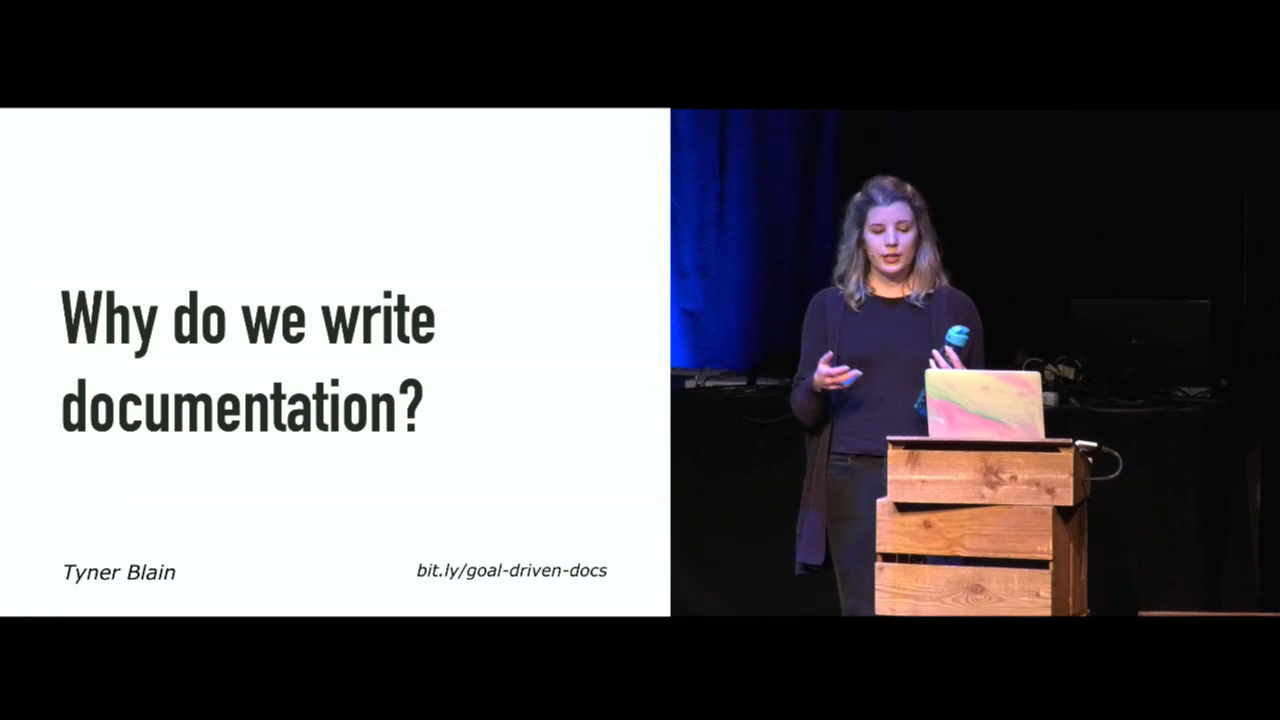 Why do we write
documentation?
Tyner Blain
bit.ly/goal-driven-docs